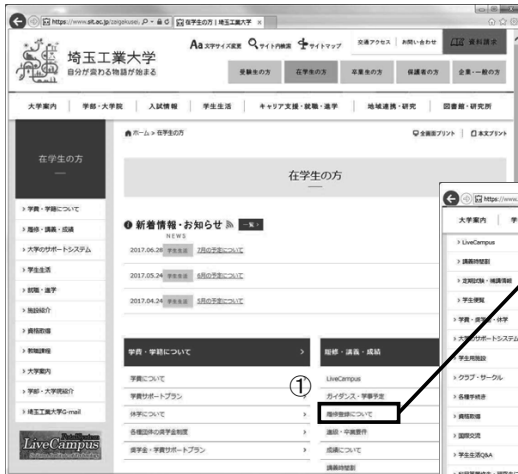 https://www.sit.ac.jp/zaigakusei
在学生の方 | 埼玉工業大学
埼玉工業大学
自分が変わる物語が始まる
Aa 文字サイズ変更
サイト内検索
サイトマップ
交通アクセス
お問い合わせ
資料請求
受験生の方
在学生の方
卒業生の方
保護者の方
企業・一般の方
大学案内
学部・大学院
入試情報
学生生活
キャリア支援・就職・進学
地域連携・研究
図書館・研究所
ホーム > 在学生の方
全画面プリント
本文プリント
在学生の方
> 学費・学籍について
> 履修・講義・成績
> 大学のサポートシステム
> 学生生活
> 就職・進学
> 施設紹介
> 資格取得
> 教職課程
> 大学案内
> 学部・大学院紹介
> 埼玉工業大学G-mail
LiveCampus
在学生の方
新着情報・お知らせ
一覧 >
NEWS
2017.06.28 学生生活 7月の予定について
2017.05.24 学生生活 6月の予定について
2017.04.24 学生生活 5月の予定について
学費・学籍について >
学費について
学費サポートプラン >
休学について >
各種団体の奨学金制度 >
奨学金・学費サポートプラン >
履修・講義・成績
LiveCampus
ガイダンス・学事予定
①
履修登録について
進級・卒業要件
成績について
講義時間割
https://www.
大学案内
> LiveCampus
> 講義時間割
> 定期試験・補講情報
> 学生便覧
> 学費・奨学金・休学
> 大学のサポートシステム
> 学生用施設
> クラブ・サークル
> 各種手続き
> 資格取得
> 国際交流
> 学生生活Q&A